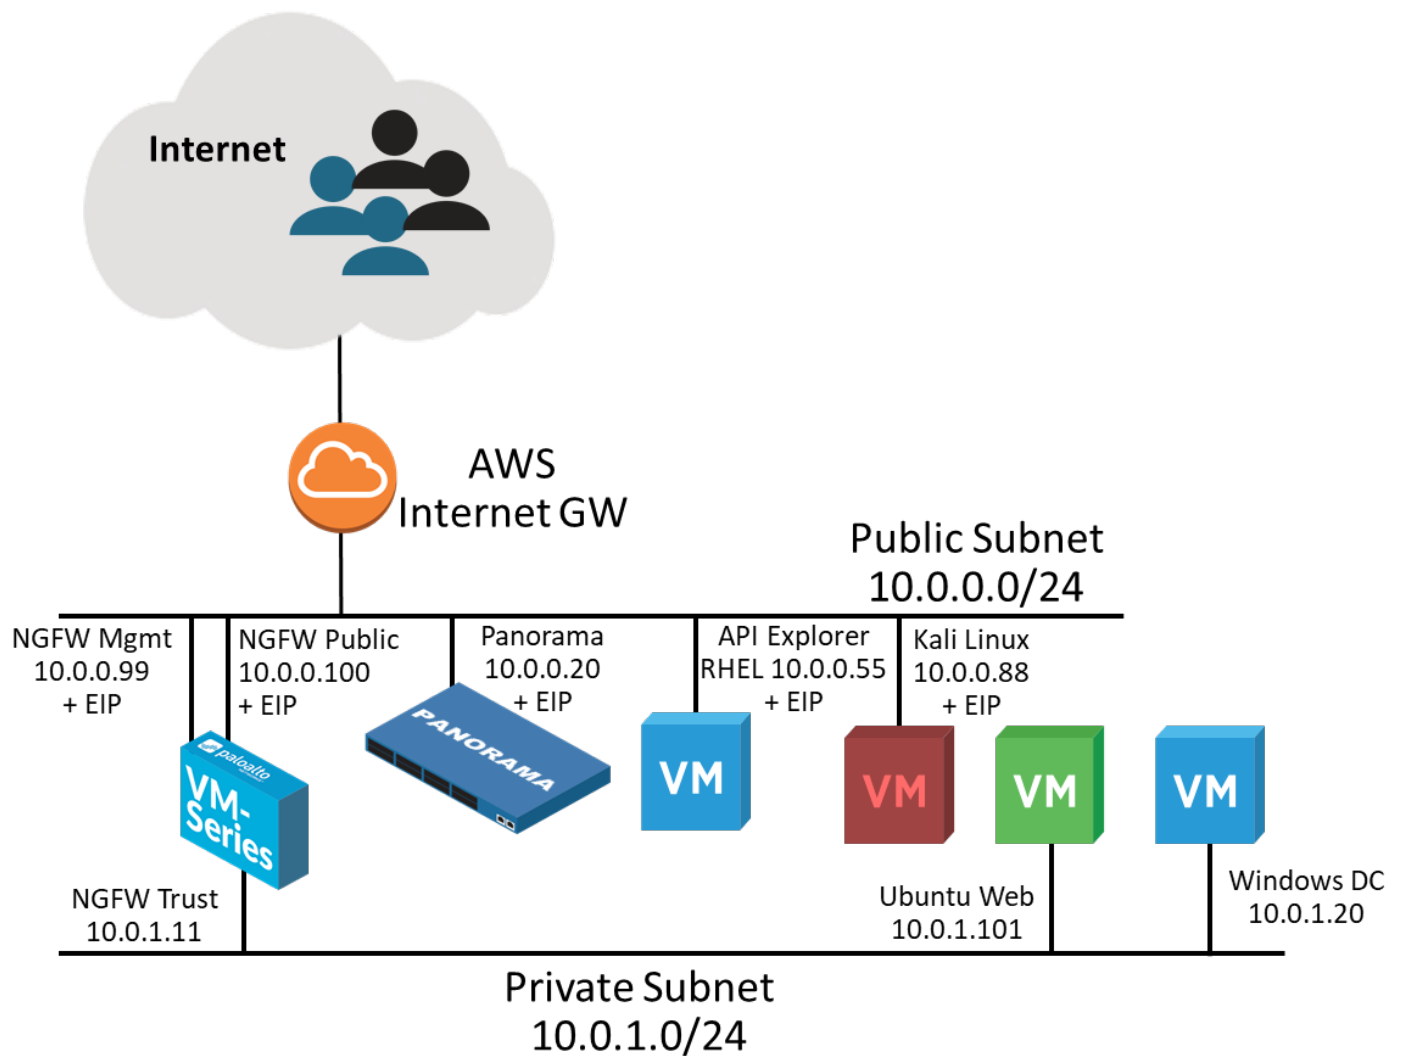 Internet
AWS
Internet GW
Public Subnet
10.0.0.0/24
NGFW Mgmt
10.0.0.99
+ EIP
NGFW Public
10.0.0.100
+ EIP
Panorama
10.0.0.20
+ EIP
API Explorer
RHEL 10.0.0.55
+ EIP
Kali Linux
10.0.0.88
+ EIP
paloalto
VM-
Series
PANORAMA
VM
VM
VM
VM
NGFW Trust
10.0.1.11
Ubuntu Web
10.0.1.101
Windows DC
10.0.1.20
Private Subnet
10.0.1.0/24